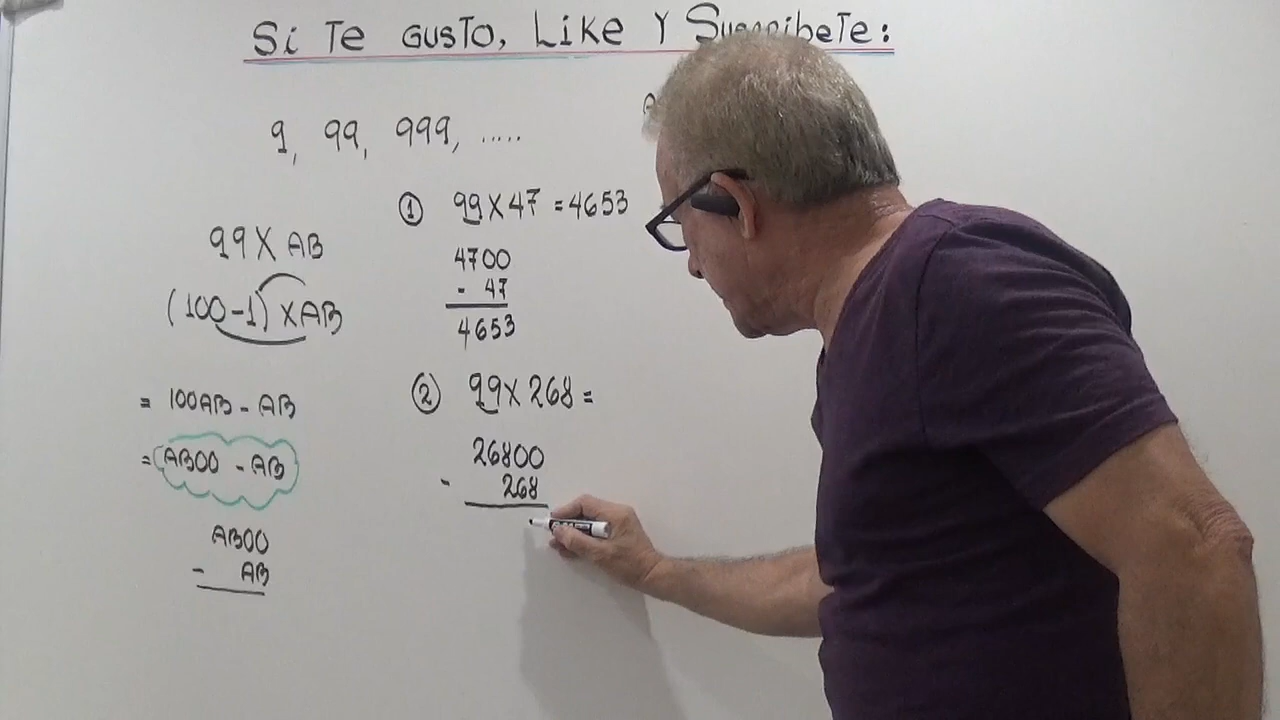 Si Te GUSTO, Like Y Suscribete:
9, 99, 999, .....
99 X AB
(100-1) X AB
= 100AB - AB
= (AB00 - AB)
AB00
- AB
① 99 X 47 = 4653
4700
- 47
4653
② 99 X 268 =
26800
- 268